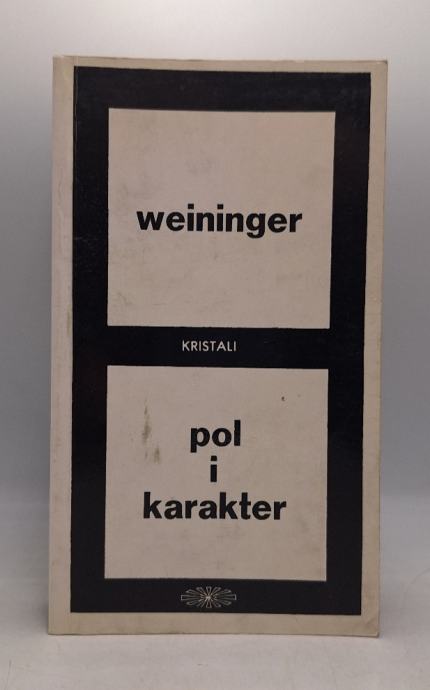 weininger
KRISTALI
pol
i
karakter